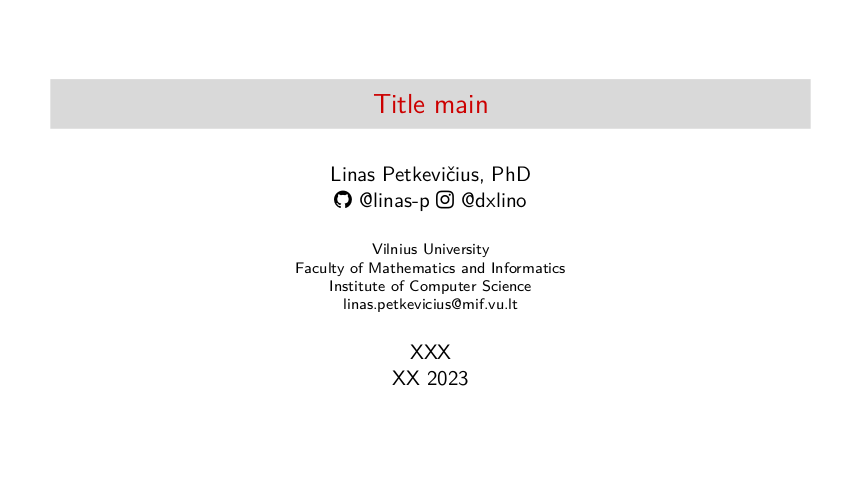 Title main
Linas Petkevičius, PhD
@linas-p @dxlino
Vilnius University
Faculty of Mathematics and Informatics
Institute of Computer Science
linas.petkevicius@mif.vu.lt
XXX
XX 2023